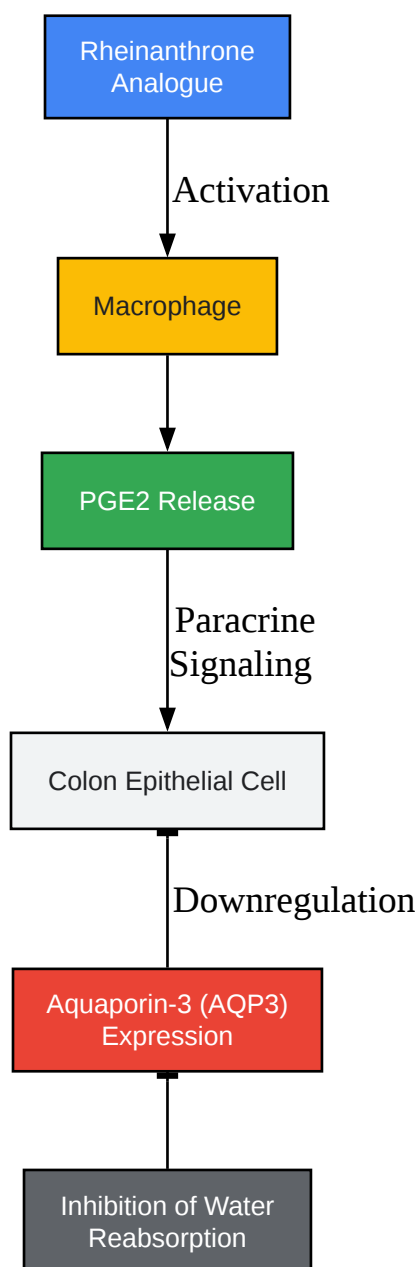 Rheinanthrone
Analogue
Activation
Macrophage
PGE2 Release
Paracrine
Signaling
Colon Epithelial Cell
Downregulation
Aquaporin-3 (AQP3)
Expression
Inhibition of Water
Reabsorption